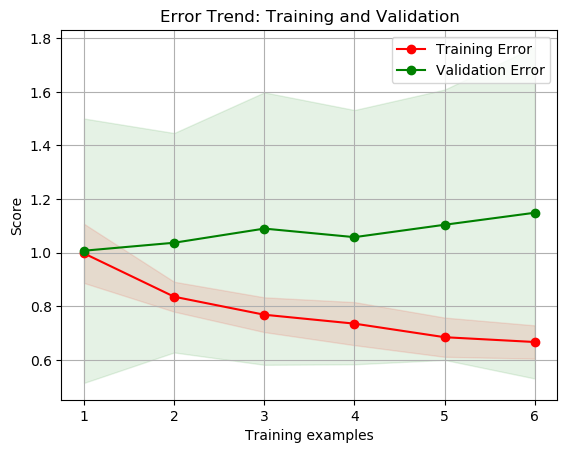 Error Trend: Training and Validation
Training Error
Validation Error
Score
1.8
1.6
1.4
1.2
1.0
0.8
0.6
1 2 3 4 5 6
Training examples